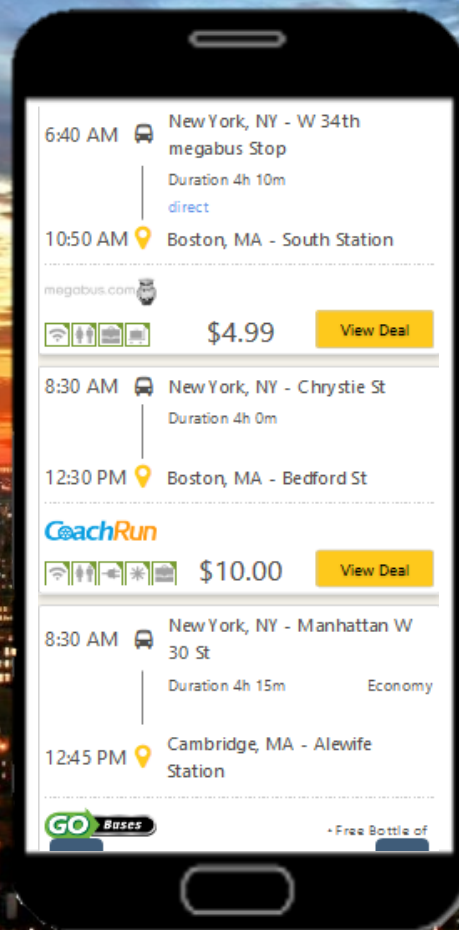 6:40 AM New York, NY - W 34th
megabus Stop
Duration 4h 10m
direct
10:50 AM Boston, MA - South Station
megabus.com
$4.99 View Deal
8:30 AM New York, NY - Chrystie St
Duration 4h 0m
12:30 PM Boston, MA - Bedford St
CoachRun
$10.00 View Deal
8:30 AM New York, NY - Manhattan W
30 St
Duration 4h 15m Economy
12:45 PM Cambridge, MA - Alewife
Station
GO Buses
• Free Bottle of